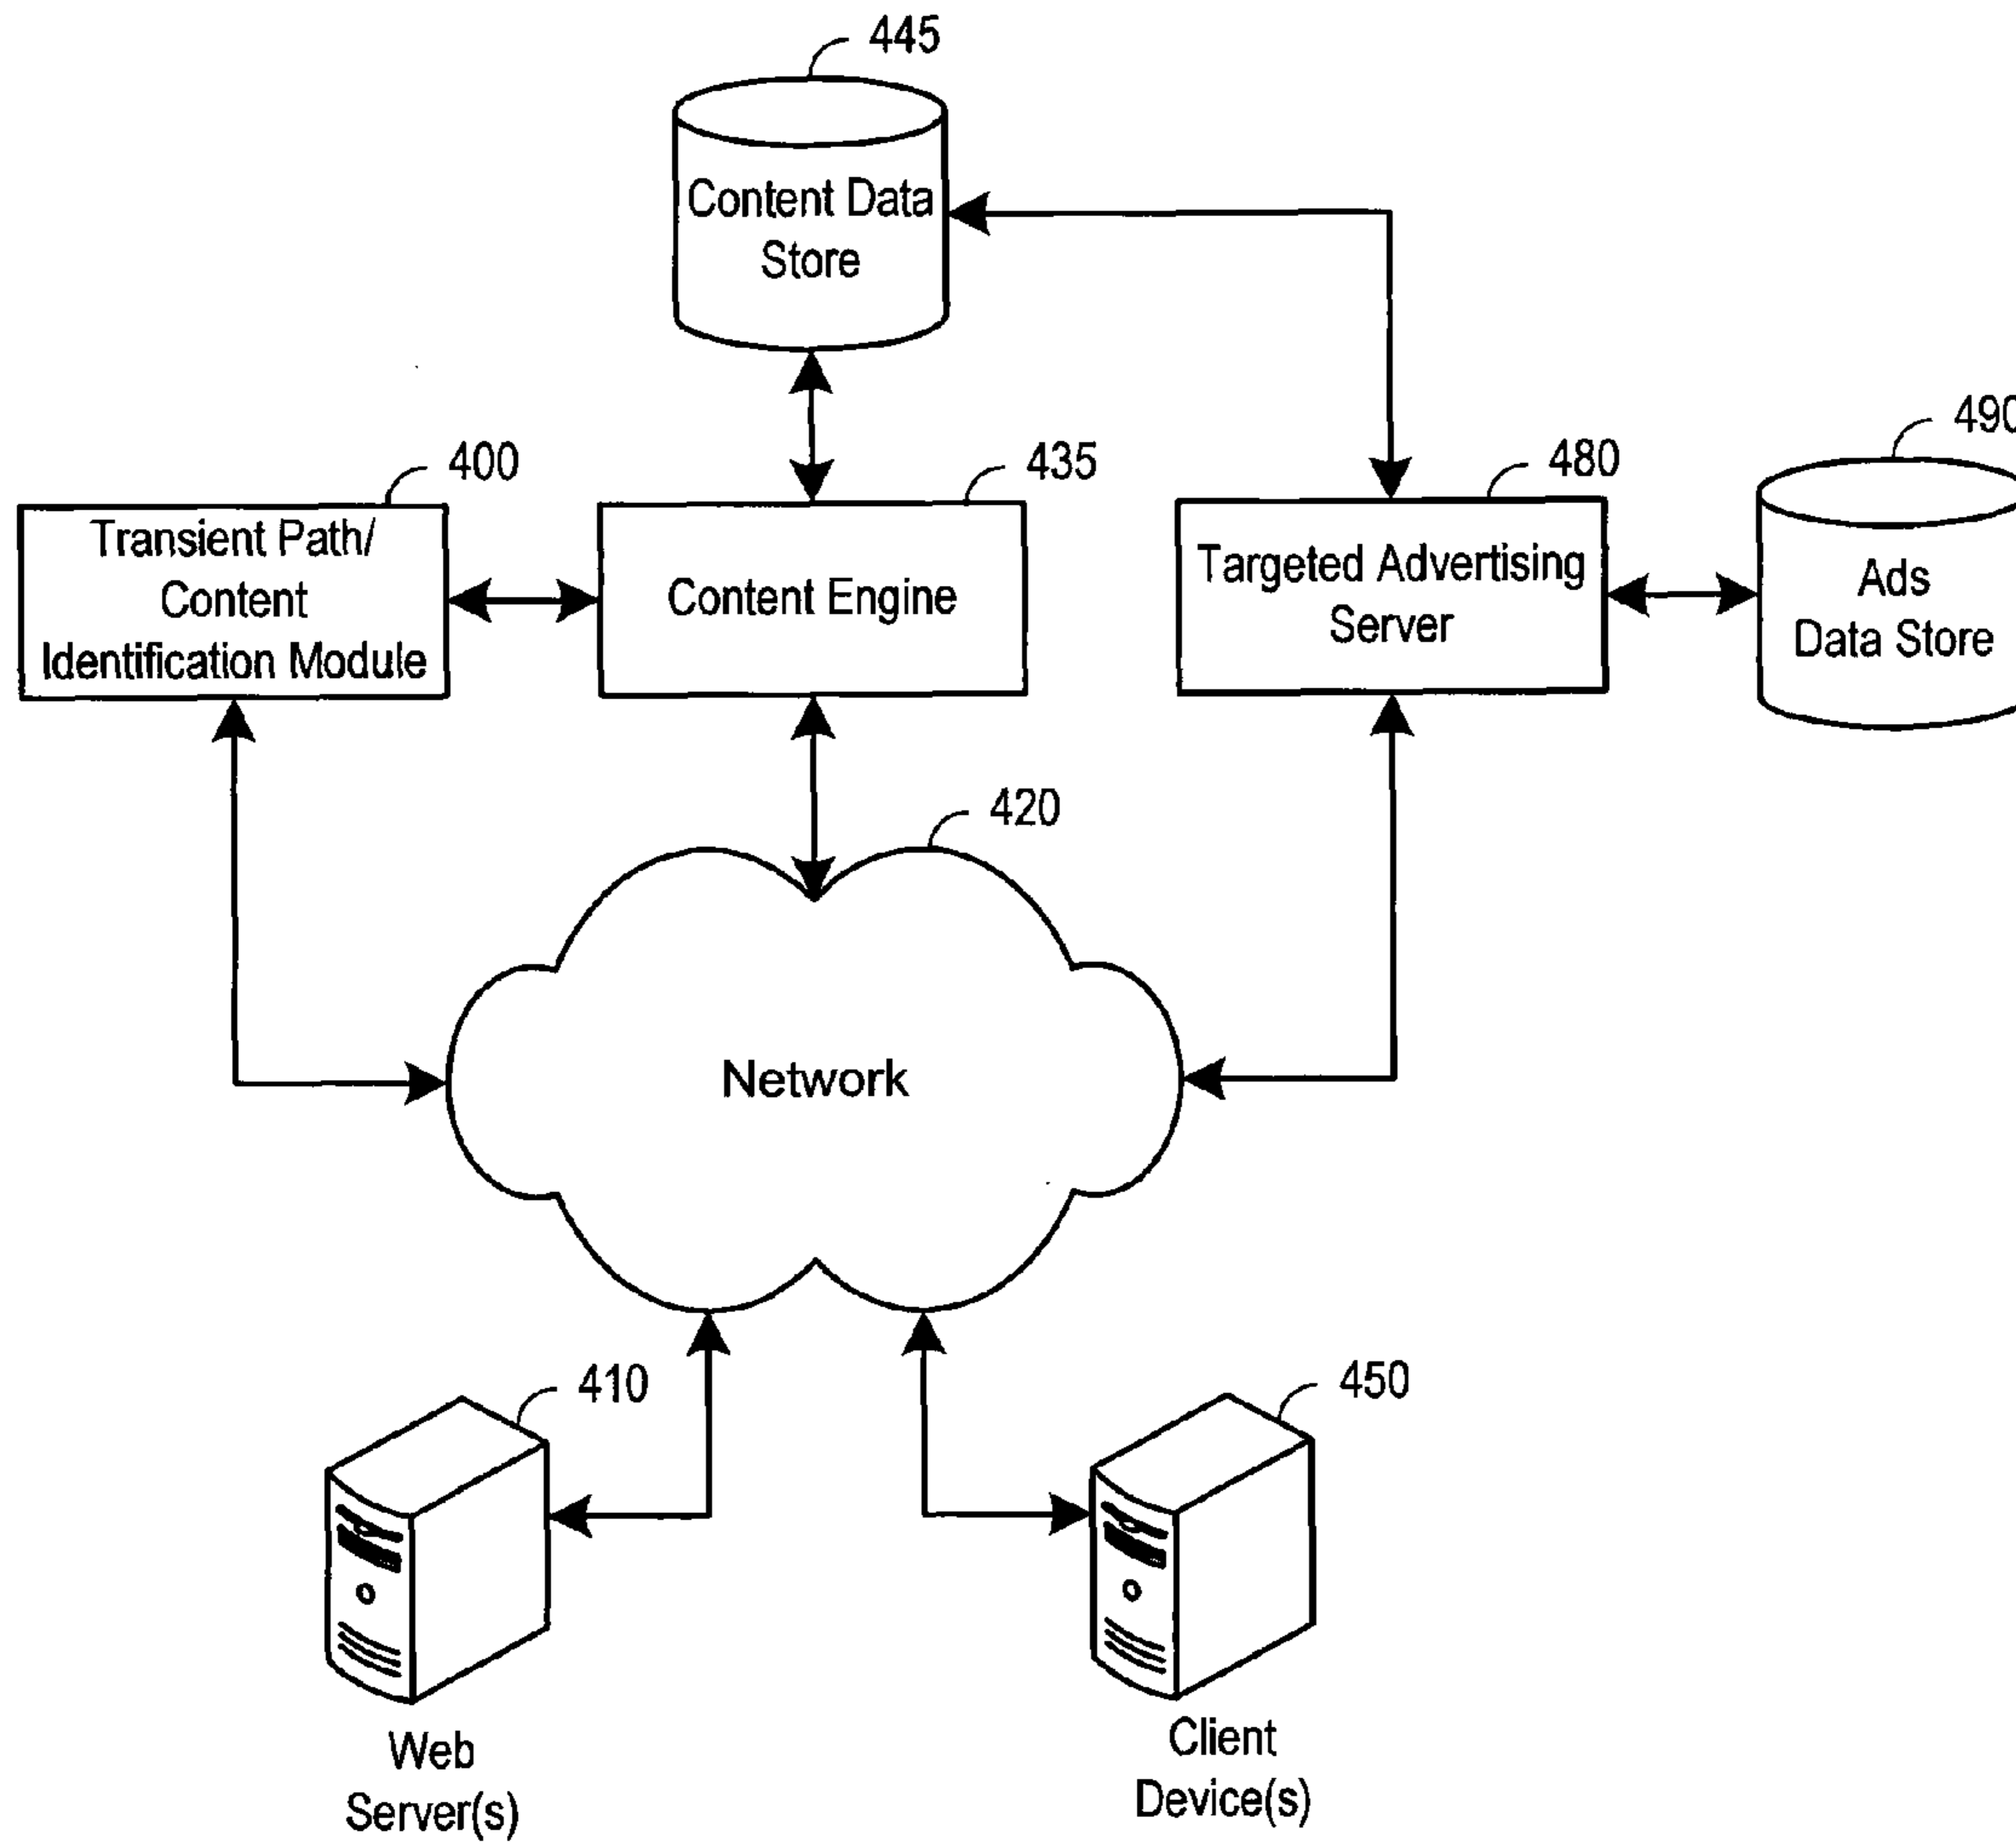 445
Content Data
Store
490
400
435
480
Transient Path/
Content
Identification Module
Content Engine
Targeted Advertising
Server
Ads
Data Store
420
Network
410
450
Web
Server(s)
Client
Device(s)